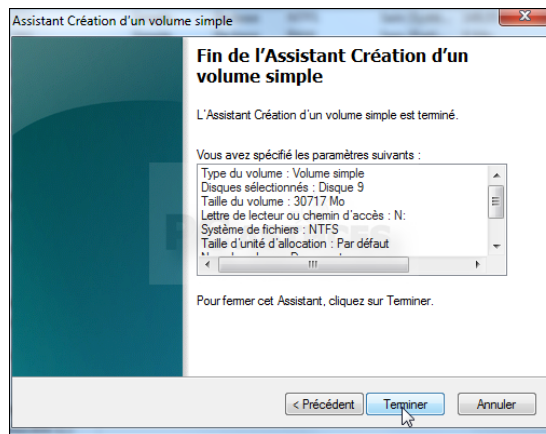 Assistant Création d'un volume simple
Fin de l'Assistant Création d'un
volume simple
L'Assistant Création d'un volume simple est terminé.
Vous avez spécifié les paramètres suivants :
Type du volume : Volume simple
Disques sélectionnés : Disque 9
Taille du volume : 30717 Mo
Lettre de lecteur ou chemin d'accès : N:
Système de fichiers : NTFS
Taille d'unité d'allocation : Par défaut
Pour fermer cet Assistant, cliquez sur Terminer.
< Précédent
Terminer
Annuler